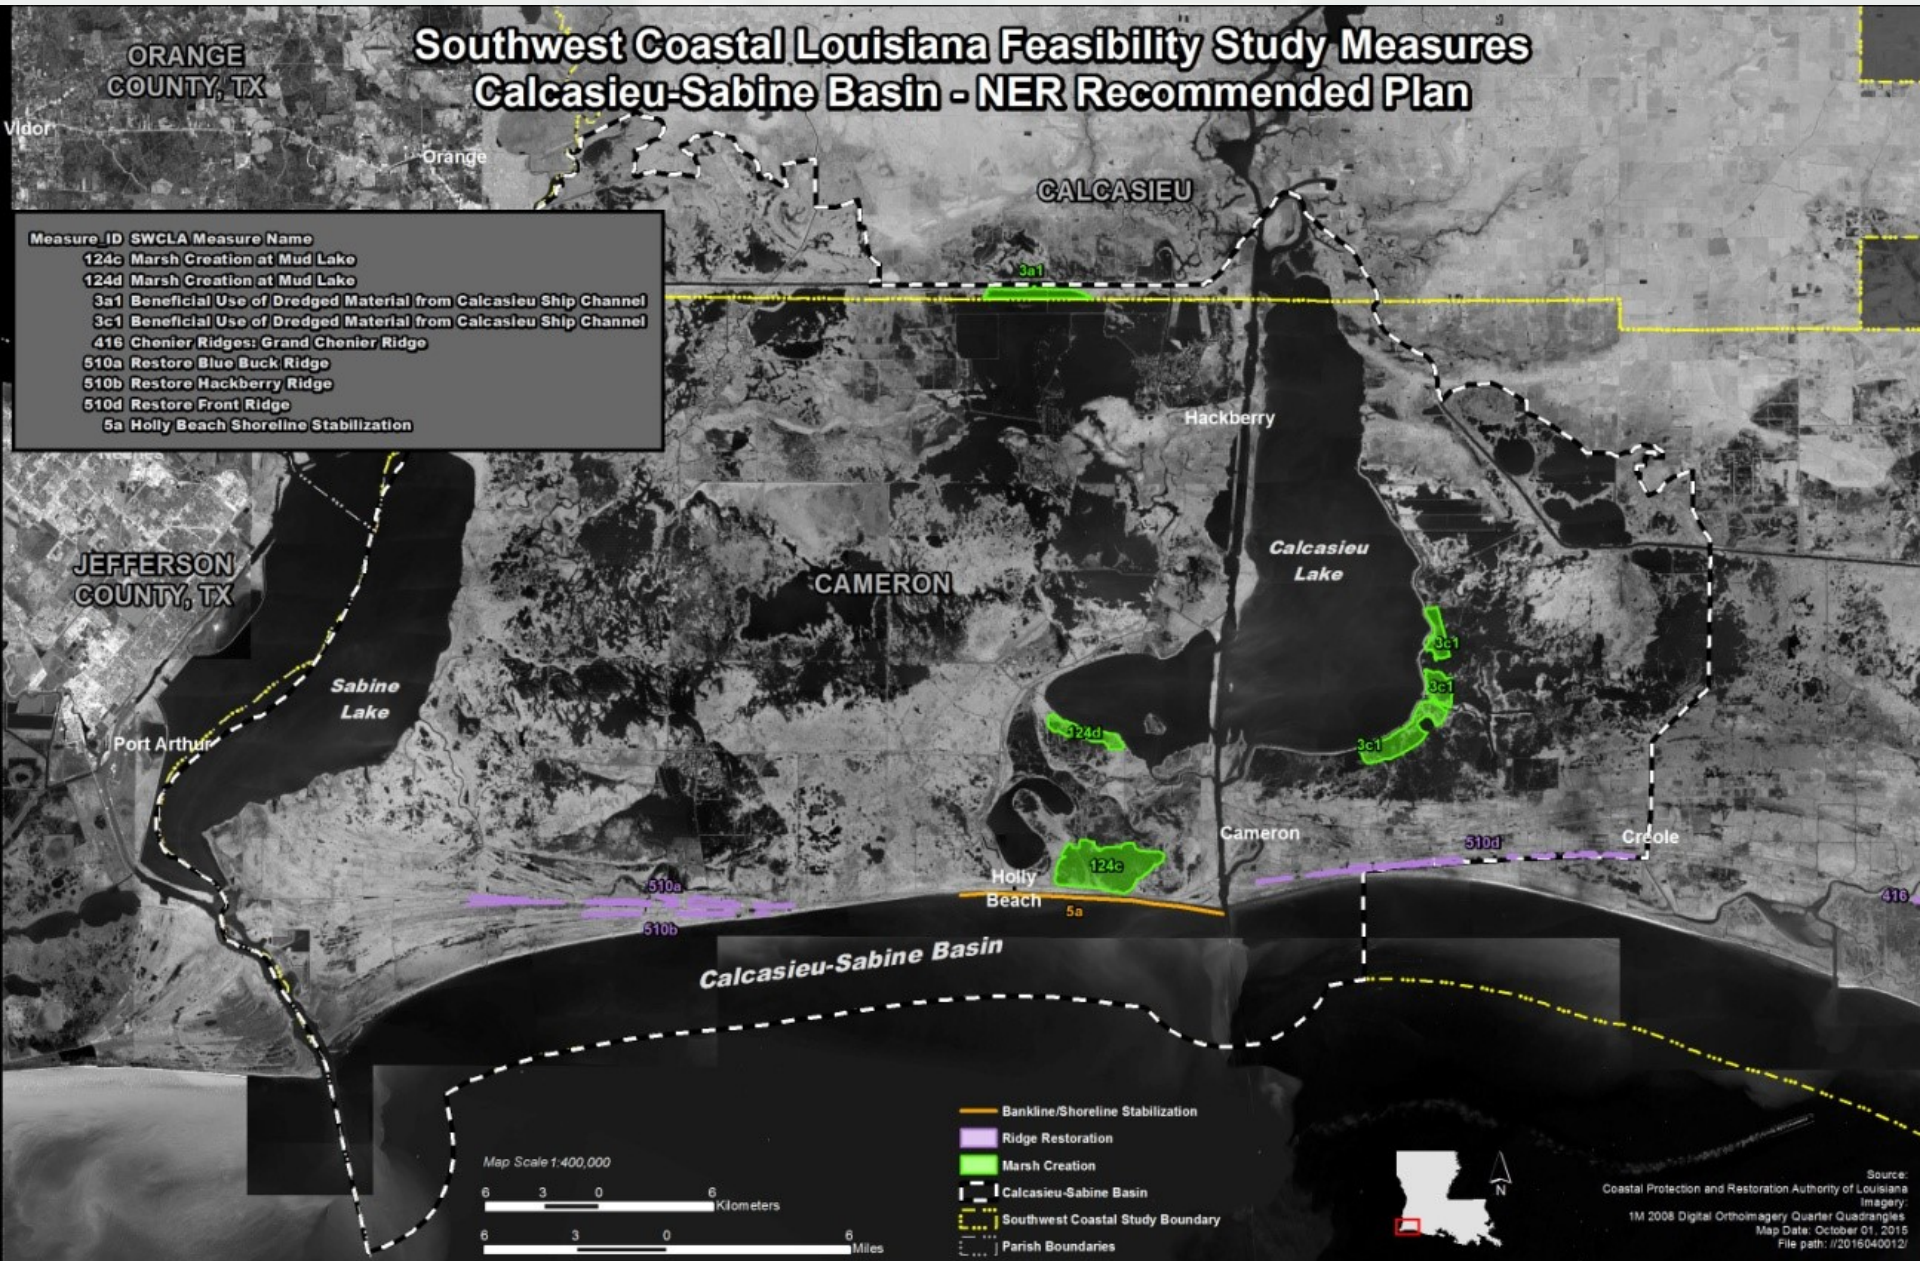 Southwest Coastal Louisiana Feasibility Study Measures
Calcasieu-Sabine Basin - NER Recommended Plan
ORANGE
COUNTY, TX
Vidor
Orange
CALCASIEU
Measure_ID SWCLA Measure Name
124c Marsh Creation at Mud Lake
124d Marsh Creation at Mud Lake
3a1 Beneficial Use of Dredged Material from Calcasieu Ship Channel
3c1 Beneficial Use of Dredged Material from Calcasieu Ship Channel
416 Chenier Ridges: Grand Chenier Ridge
510a Restore Blue Buck Ridge
510b Restore Hackberry Ridge
510d Restore Front Ridge
5a Holly Beach Shoreline Stabilization
3a1
Hackberry
JEFFERSON
COUNTY, TX
CAMERON
Calcasieu
Lake
3c1
3c1
3c1
Sabine
Lake
Port Arthur
124d
Cameron
510d
Creole
124c
Holly
Beach
5a
510a
510b
416
Calcasieu-Sabine Basin
Map Scale 1:400,000
6 3 0 6
Kilometers
6 3 0 6
Miles
Bankline/Shoreline Stabilization
Ridge Restoration
Marsh Creation
Calcasieu-Sabine Basin
Southwest Coastal Study Boundary
Parish Boundaries
N
Source:
Coastal Protection and Restoration Authority of Louisiana
Imagery:
1M 2008 Digital Orthoimagery Quarter Quadrangles
Map Date: October 01, 2015
File path: //2016040012/